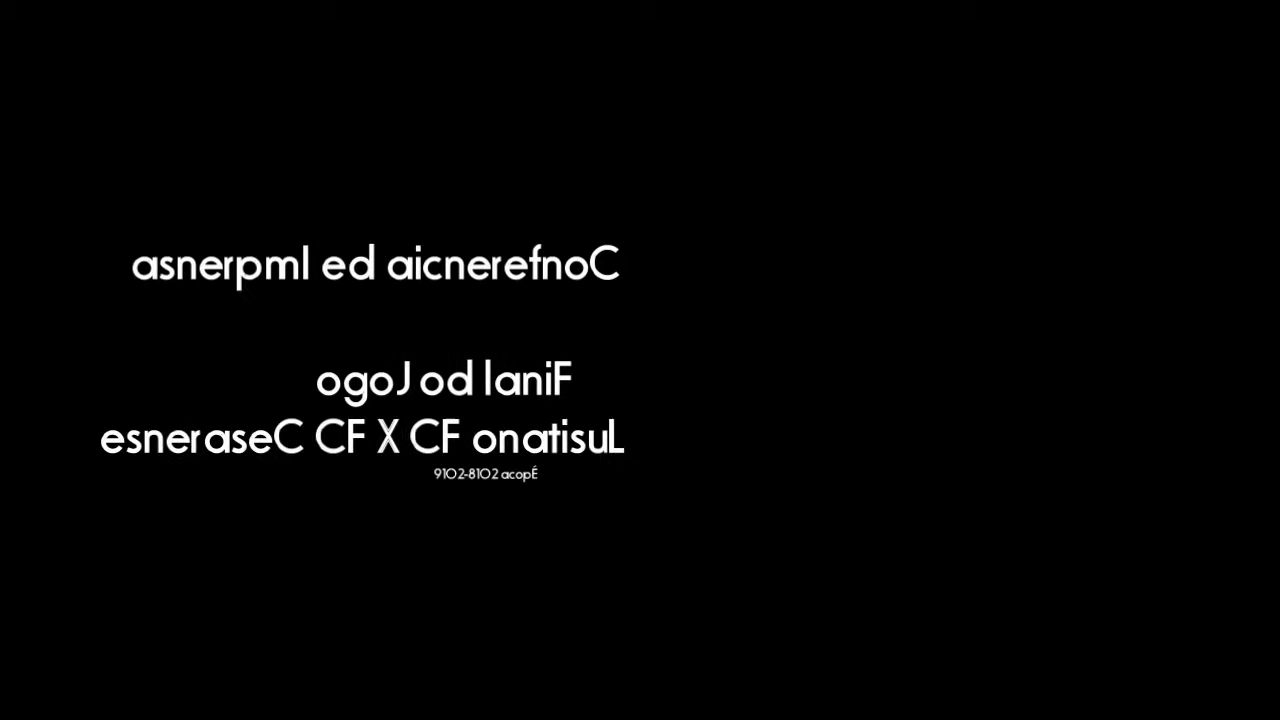 asnerpmI ed aicnerefnoC
ogoJ od laniF
esneraseC CF X CF onatisuL
9102-8102 acopÉ